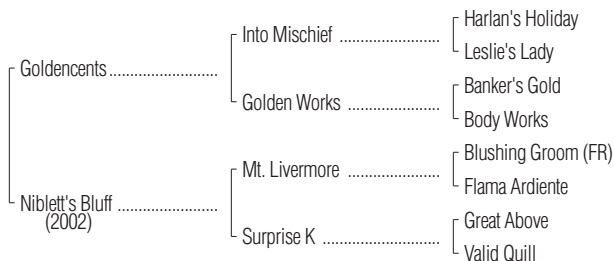 Harlan's Holiday
Into Mischief ..................
Leslie's Lady
Goldencents ....................
Banker's Gold
Golden Works .................
Body Works
Blushing Groom (FR)
Mt. Livermore .................
Flama Ardiente
Niblett's Bluff ..................
(2002)
Great Above
Surprise K .....................
Valid Quill